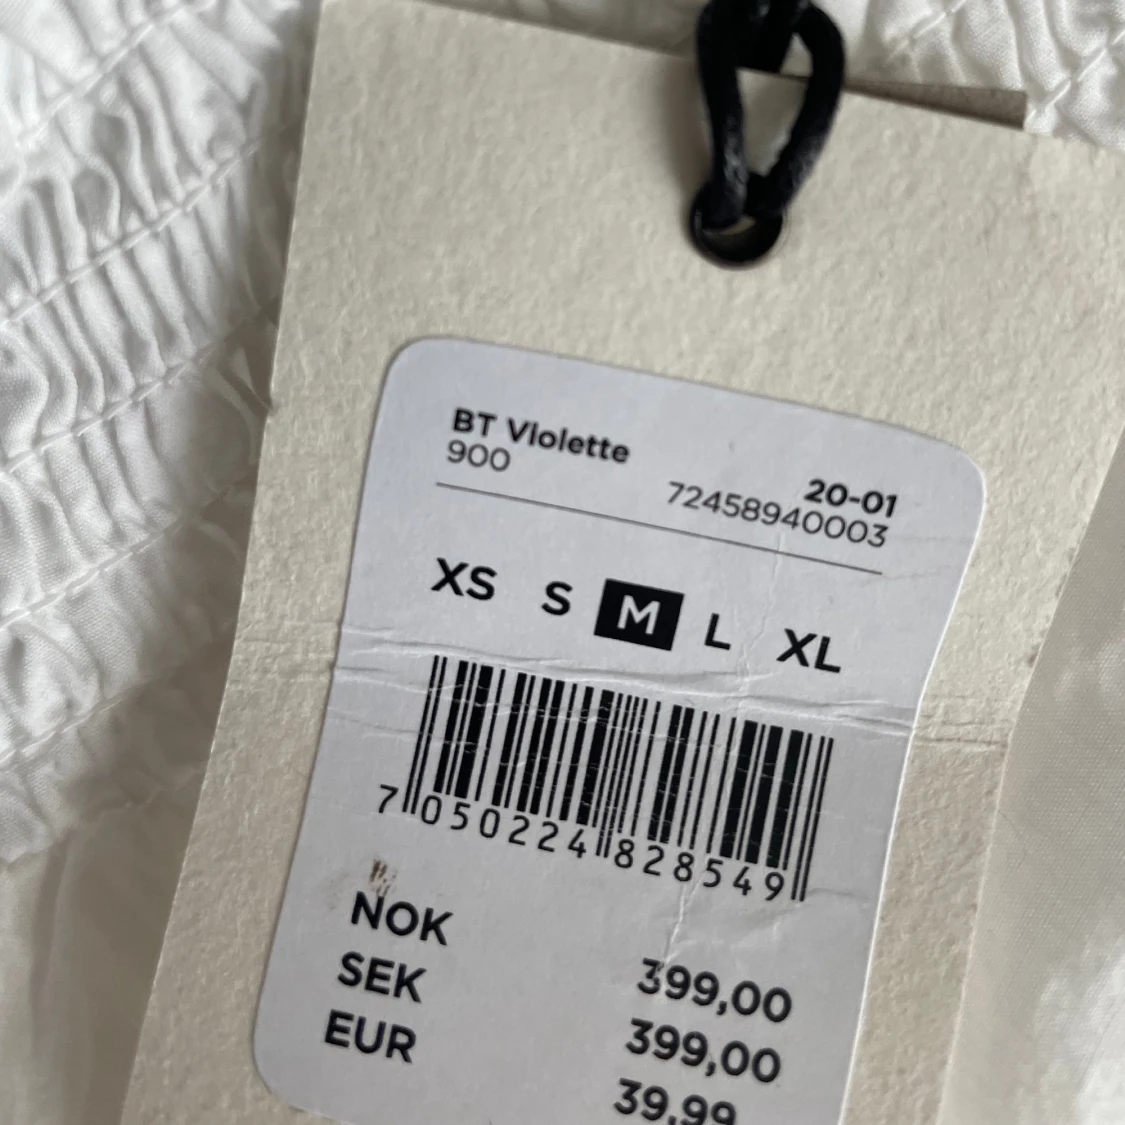 BT Violette
900
20-01
72458940003
XS S M L XL
7 050224 828549
NOK 399,00
SEK 399,00
EUR 39,99